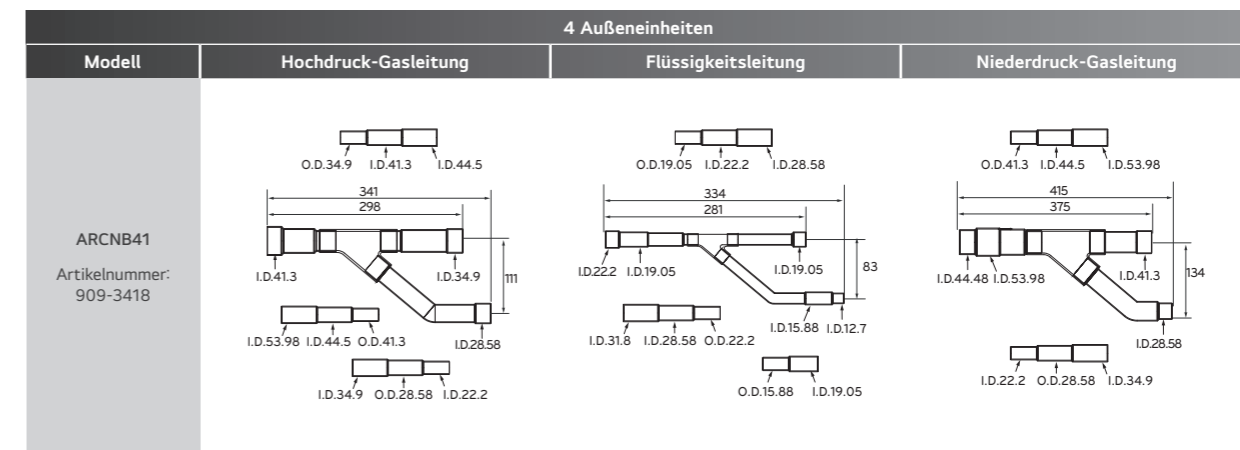 4 Außeneinheiten
Modell Hochdruck-Gasleitung Flüssigkeitsleitung Niederdruck-Gasleitung
ARCNB41
Artikelnummer:
909-3418
O.D.34.9 I.D.41.3 I.D.44.5
341
298
I.D.41.3 I.D.34.9 111
I.D.53.98 I.D.44.5 O.D.41.3 I.D.28.58
I.D.34.9 O.D.28.58 I.D.22.2
O.D.19.05 I.D.22.2 I.D.28.58
334
281
I.D.22.2 I.D.19.05 I.D.19.05 83
I.D.31.8 I.D.28.58 O.D.22.2 I.D.15.88 I.D.12.7
O.D.15.88 I.D.19.05
O.D.41.3 I.D.44.5 I.D.53.98
415
375
I.D.44.48 I.D.53.98 I.D.41.3 134
I.D.28.58
I.D.22.2 O.D.28.58 I.D.34.9